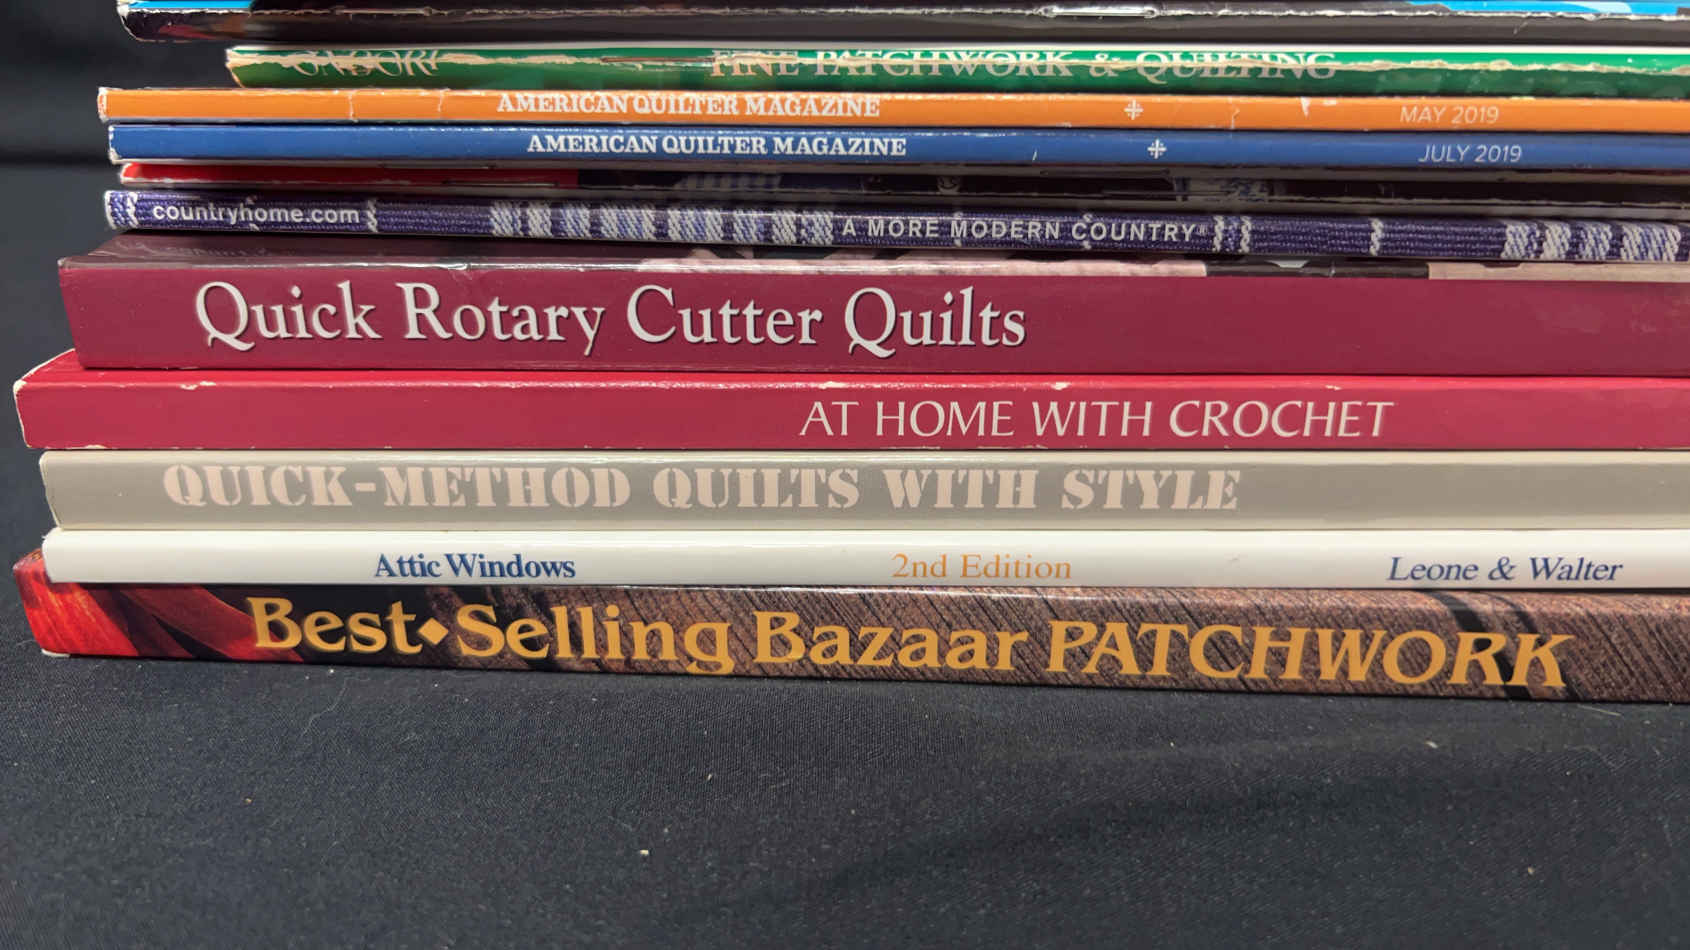 ONDORI FINE PATCHWORK & QUILTING
AMERICAN QUILTER MAGAZINE MAY 2019
AMERICAN QUILTER MAGAZINE JULY 2019
countryhome.com A MORE MODERN COUNTRY®
Quick Rotary Cutter Quilts
AT HOME WITH CROCHET
QUICK-METHOD QUILTS WITH STYLE
Attic Windows 2nd Edition Leone & Walter
Best◆Selling Bazaar PATCHWORK